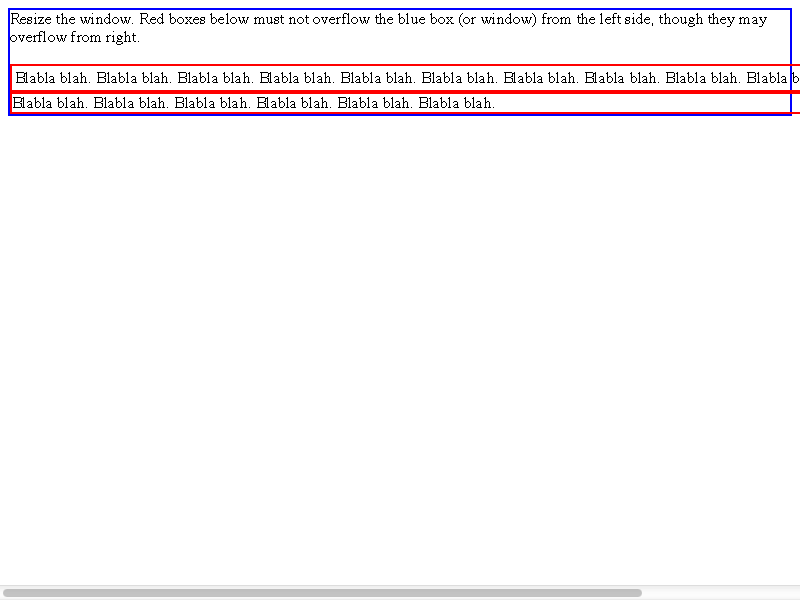 Resize the window. Red boxes below must not overflow the blue box (or window) from the left side, though they may
overflow from right.
Blabla blah. Blabla blah. Blabla blah. Blabla blah. Blabla blah. Blabla blah. Blabla blah. Blabla blah. Blabla blah. Blabla b
Blabla blah. Blabla blah. Blabla blah. Blabla blah. Blabla blah. Blabla blah.